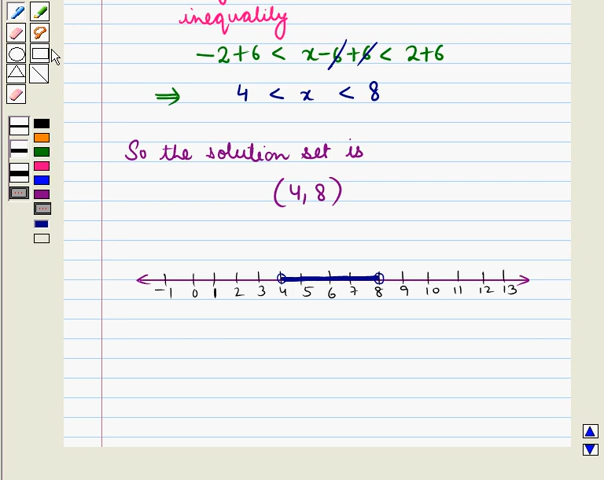 inequality
-2+6 < x-6+6 < 2+6
⇒ 4 < x < 8
So the solution set is
(4, 8)
-1 0 1 2 3 4 5 6 7 8 9 10 11 12 13